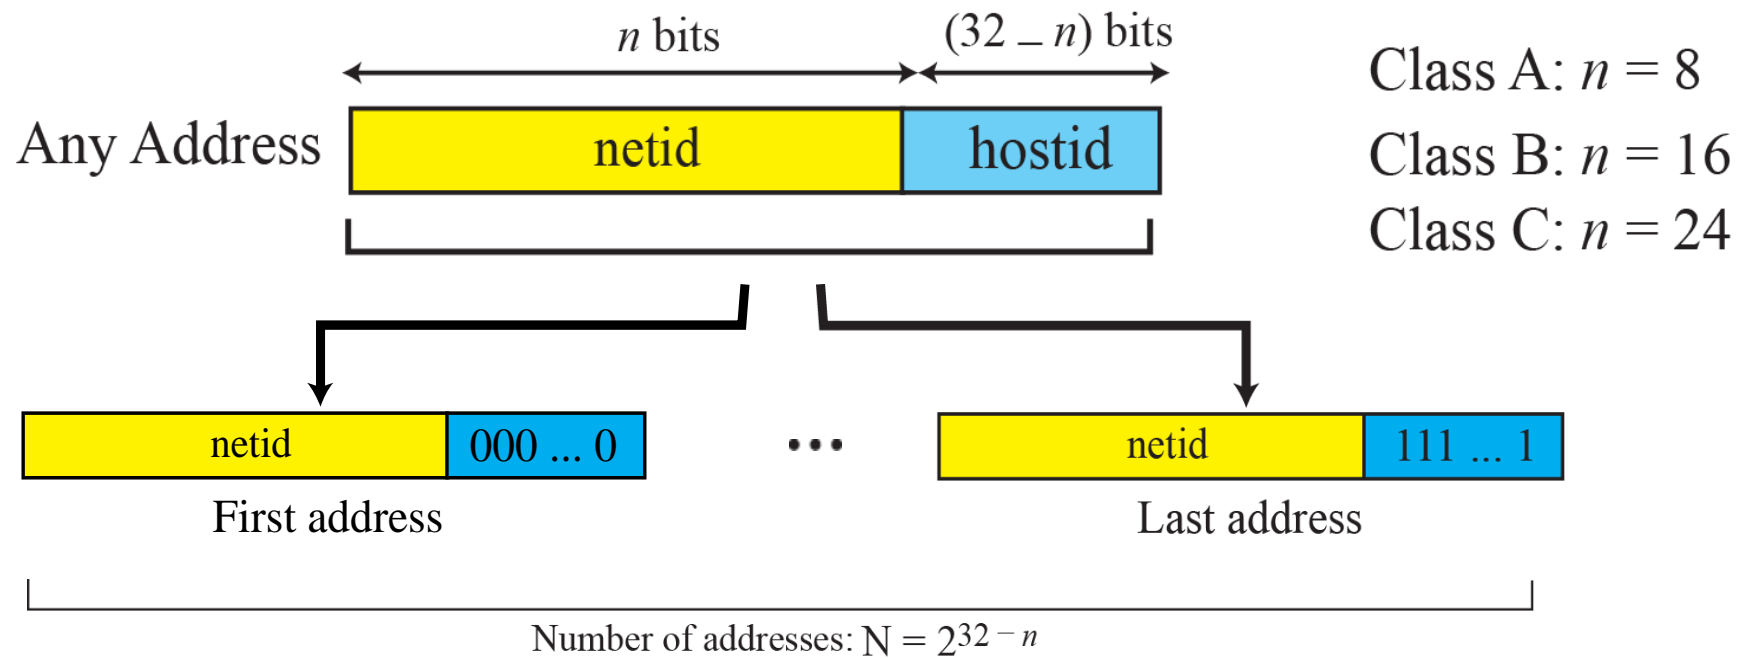 n bits
(32 – n) bits
Class A: n = 8
Any Address
netid
hostid
Class B: n = 16
Class C: n = 24
netid
000 ... 0
...
netid
111 ... 1
First address
Last address
Number of addresses: N = 2^32 – n